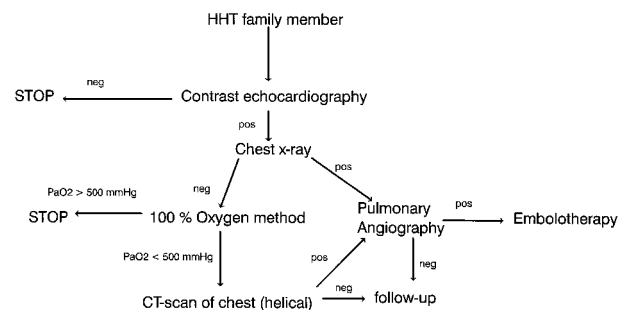 HHT family member
neg
STOP
Contrast echocardiography
pos
Chest x-ray
pos
neg
PaO2 > 500 mmHg
STOP
100 % Oxygen method
Pulmonary
Angiography
pos
Embolotherapy
PaO2 < 500 mmHg
pos
neg
CT-scan of chest (helical)
neg
follow-up